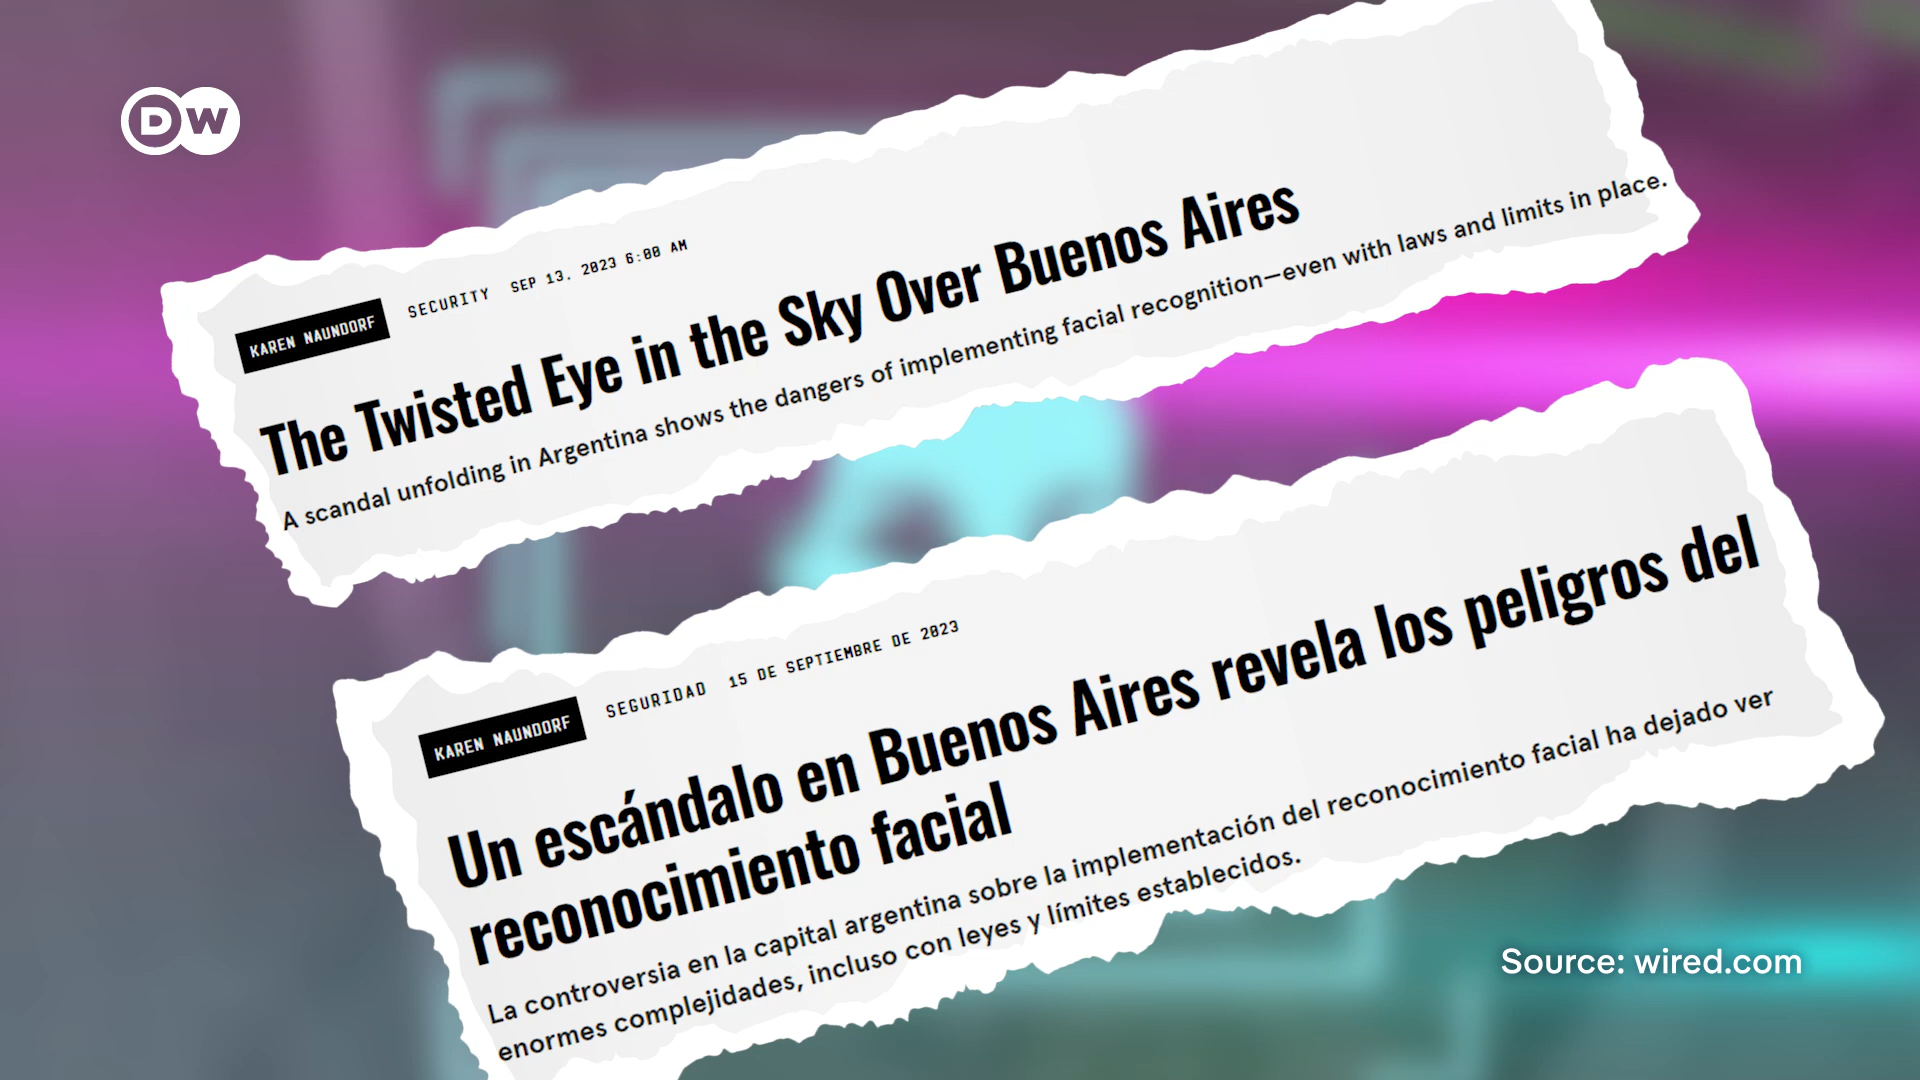 DW
KAREN NAUNDORF SECURITY SEP 13, 2023 6:00 AM
The Twisted Eye in the Sky Over Buenos Aires
A scandal unfolding in Argentina shows the dangers of implementing facial recognition—even with laws and limits in place.
KAREN NAUNDORF SEGURIDAD 15 DE SEPTIEMBRE DE 2023
Un escándalo en Buenos Aires revela los peligros del
reconocimiento facial
La controversia en la capital argentina sobre la implementación del reconocimiento facial ha dejado ver
enormes complejidades, incluso con leyes y límites establecidos.
Source: wired.com